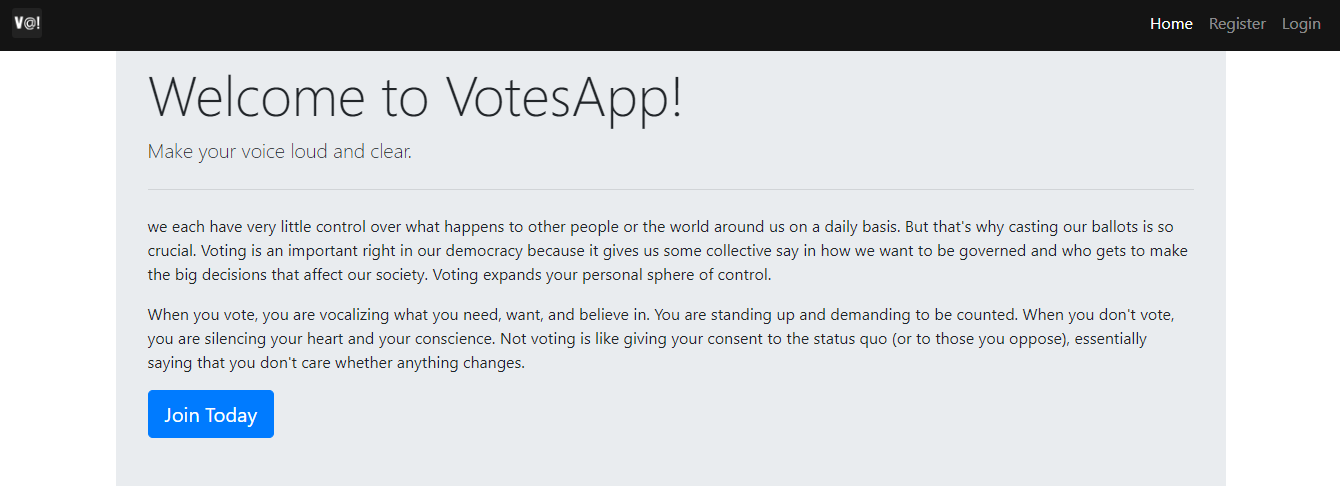 V@!
Home Register Login
Welcome to VotesApp!
Make your voice loud and clear.
we each have very little control over what happens to other people or the world around us on a daily basis. But that's why casting our ballots is so
crucial. Voting is an important right in our democracy because it gives us some collective say in how we want to be governed and who gets to make
the big decisions that affect our society. Voting expands your personal sphere of control.
When you vote, you are vocalizing what you need, want, and believe in. You are standing up and demanding to be counted. When you don't vote,
you are silencing your heart and your conscience. Not voting is like giving your consent to the status quo (or to those you oppose), essentially
saying that you don't care whether anything changes.
Join Today